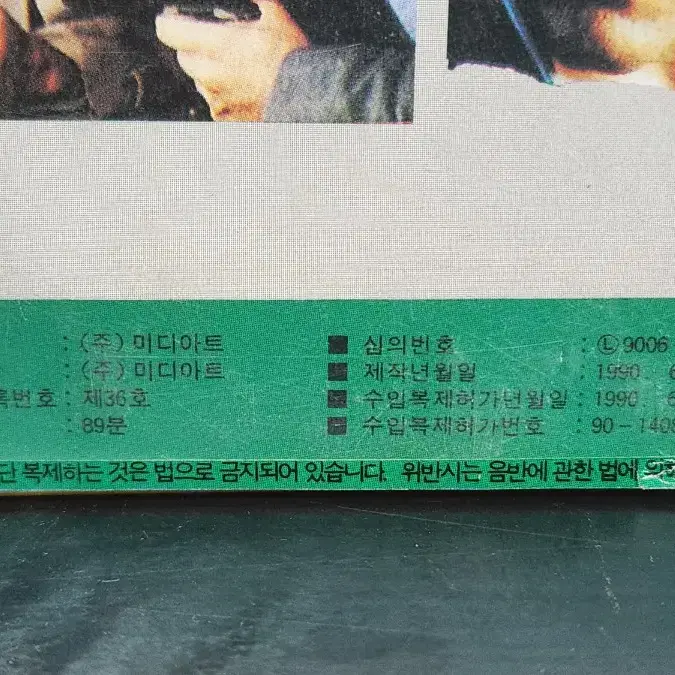 : (주) 미디아트 ■ 심의번호 : Ⓛ9006
: (주) 미디아트 ■ 제작년월일 : 1990. 6
록번호 : 제36호 ■ 수입복제허가년월일 : 1990. 6
: 89분 ■ 수입복제허가번호 : 90-1408
단 복제하는 것은 법으로 금지되어 있습니다. 위반시는 음반에 관한 법에 의해